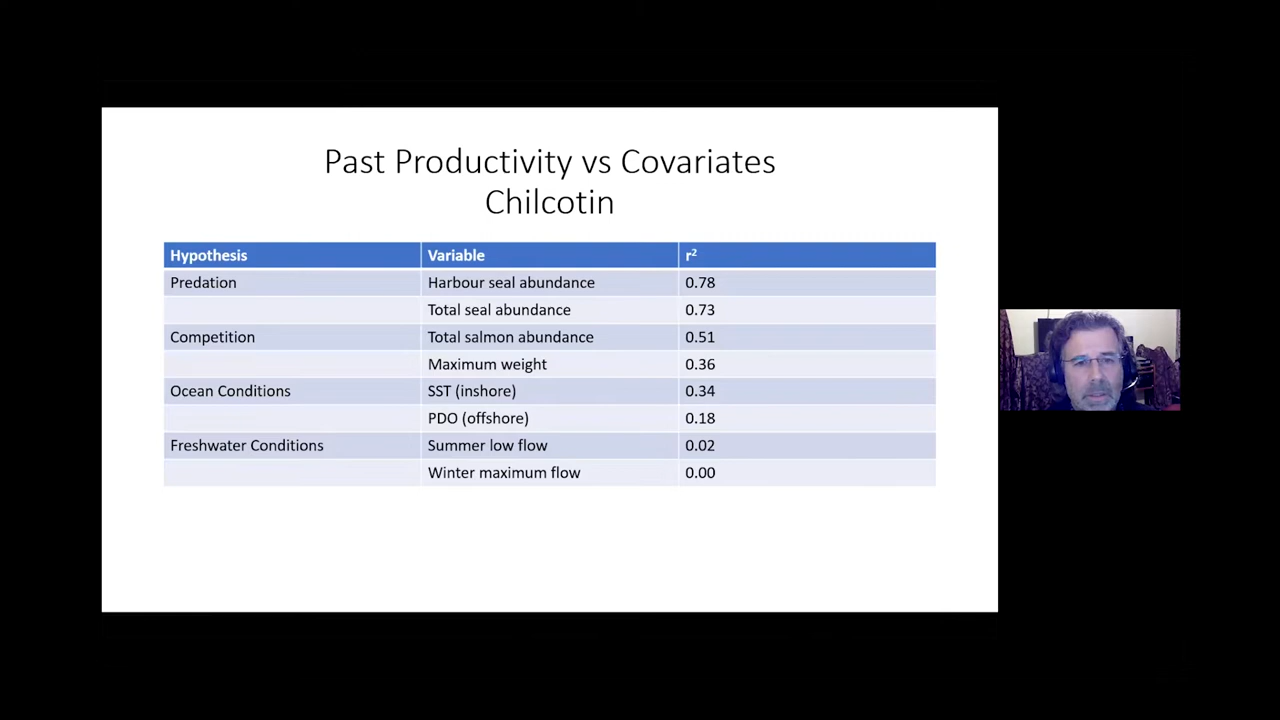 Past Productivity vs Covariates
Chilcotin
Hypothesis Variable r²
Predation Harbour seal abundance 0.78
Total seal abundance 0.73
Competition Total salmon abundance 0.51
Maximum weight 0.36
Ocean Conditions SST (inshore) 0.34
PDO (offshore) 0.18
Freshwater Conditions Summer low flow 0.02
Winter maximum flow 0.00